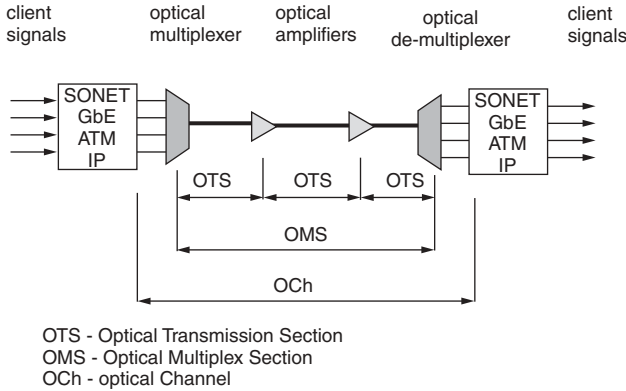 client signals
optical multiplexer
optical amplifiers
optical de-multiplexer
client signals
SONET
GbE
ATM
IP
SONET
GbE
ATM
IP
OTS
OTS
OTS
OMS
OCh
OTS - Optical Transmission Section
OMS - Optical Multiplex Section
OCh - optical Channel